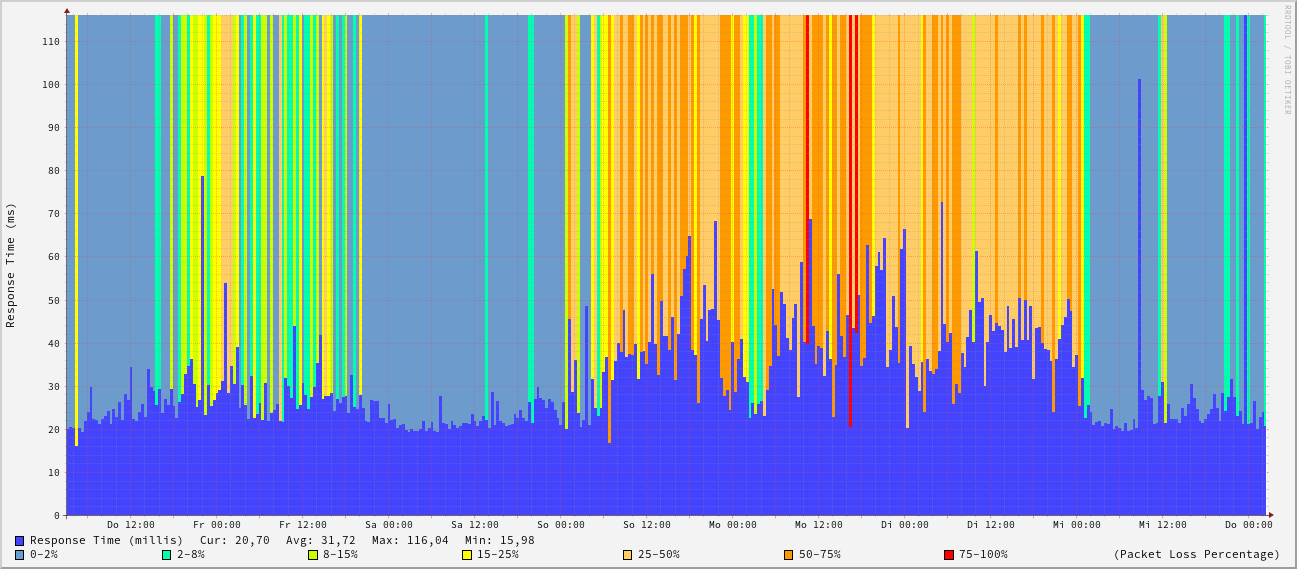 RRDTOOL / TOBI OETIKER
Response Time (ms)
110
100
90
80
70
60
50
40
30
20
10
0
Do 12:00 Fr 00:00 Fr 12:00 Sa 00:00 Sa 12:00 So 00:00 So 12:00 Mo 00:00 Mo 12:00 Di 00:00 Di 12:00 Mi 00:00 Mi 12:00 Do 00:00
Response Time (millis) Cur: 20,70 Avg: 31,72 Max: 116,04 Min: 15,98
0-2% 2-8% 8-15% 15-25% 25-50% 50-75% 75-100% (Packet Loss Percentage)